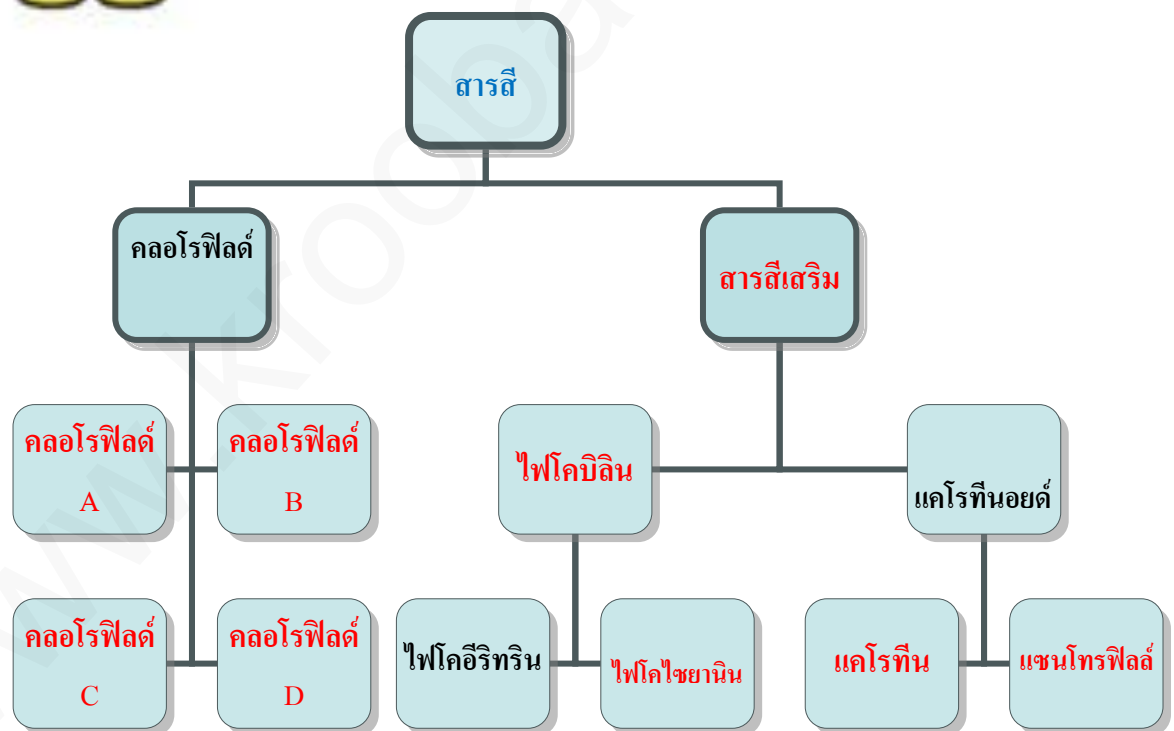 สารสี
คลอโรฟิลด์
สารสีเสริม
คลอโรฟิลด์
A
คลอโรฟิลด์
B
ไฟโคบิลิน
แคโรทีนอยด์
คลอโรฟิลด์
C
คลอโรฟิลด์
D
ไฟโคอีริทริน
ไฟโคไซยานิน
แคโรทีน
แซนโทรฟิลล์
www.krooba